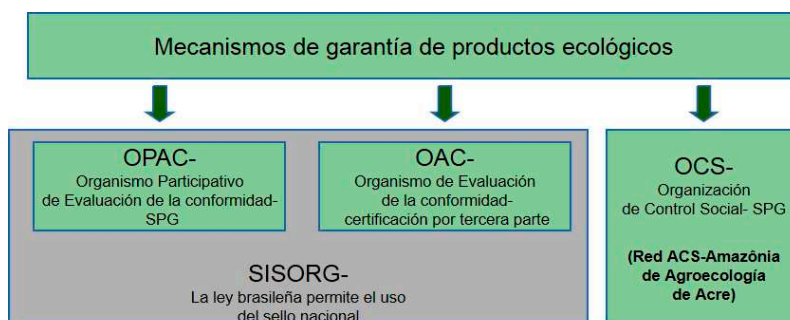 Mecanismos de garantía de productos ecológicos
OPAC-
Organismo Participativo
de Evaluación de la conformidad-
SPG
OAC-
Organismo de Evaluación
de la conformidad-
certificación por tercera parte
SISORG-
La ley brasileña permite el uso
del sello nacional
OCS-
Organización
de Control Social- SPG
(Red ACS-Amazônia
de Agroecología
de Acre)